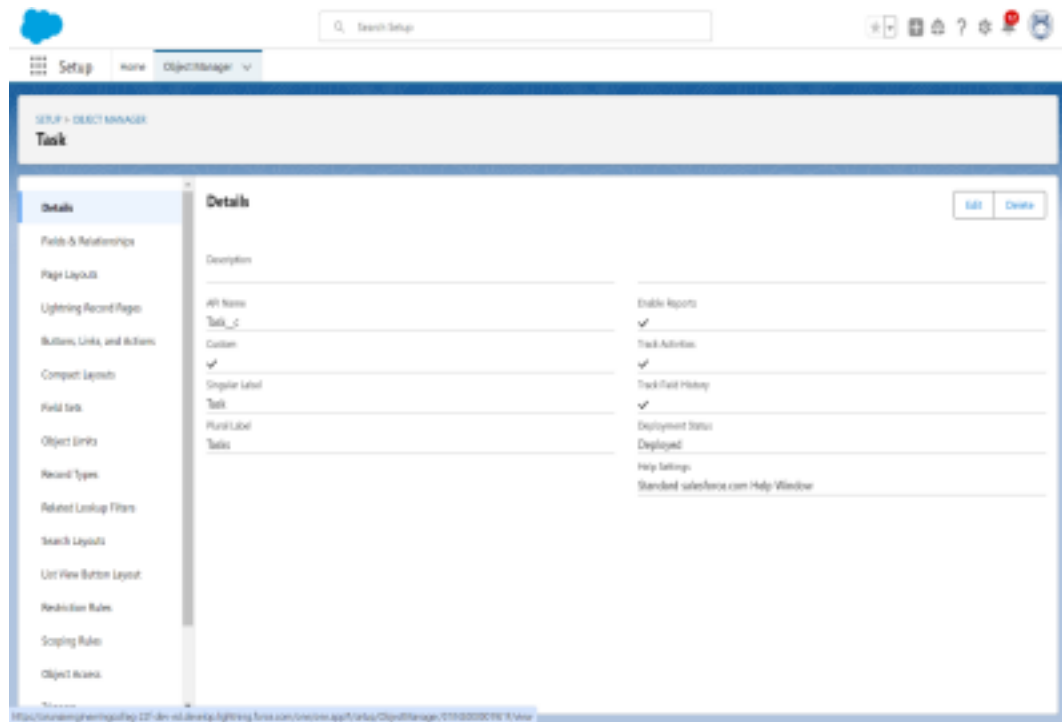 Search Setup
Setup
Home
Object Manager
SETUP > OBJECT MANAGER
Task
Details
Fields & Relationships
Page Layouts
Lightning Record Pages
Buttons, Links, and Actions
Compact Layouts
Field Sets
Object Limits
Record Types
Related Lookup Filters
Search Layouts
List View Button Layout
Restriction Rules
Scoping Rules
Object Access
Triggers
Details
Edit
Delete
Description
API Name
Task__c
Custom
Singular Label
Task
Plural Label
Tasks
Enable Reports
Track Activities
Track Field History
Deployment Status
Deployed
Help Settings
Standard salesforce.com Help Window